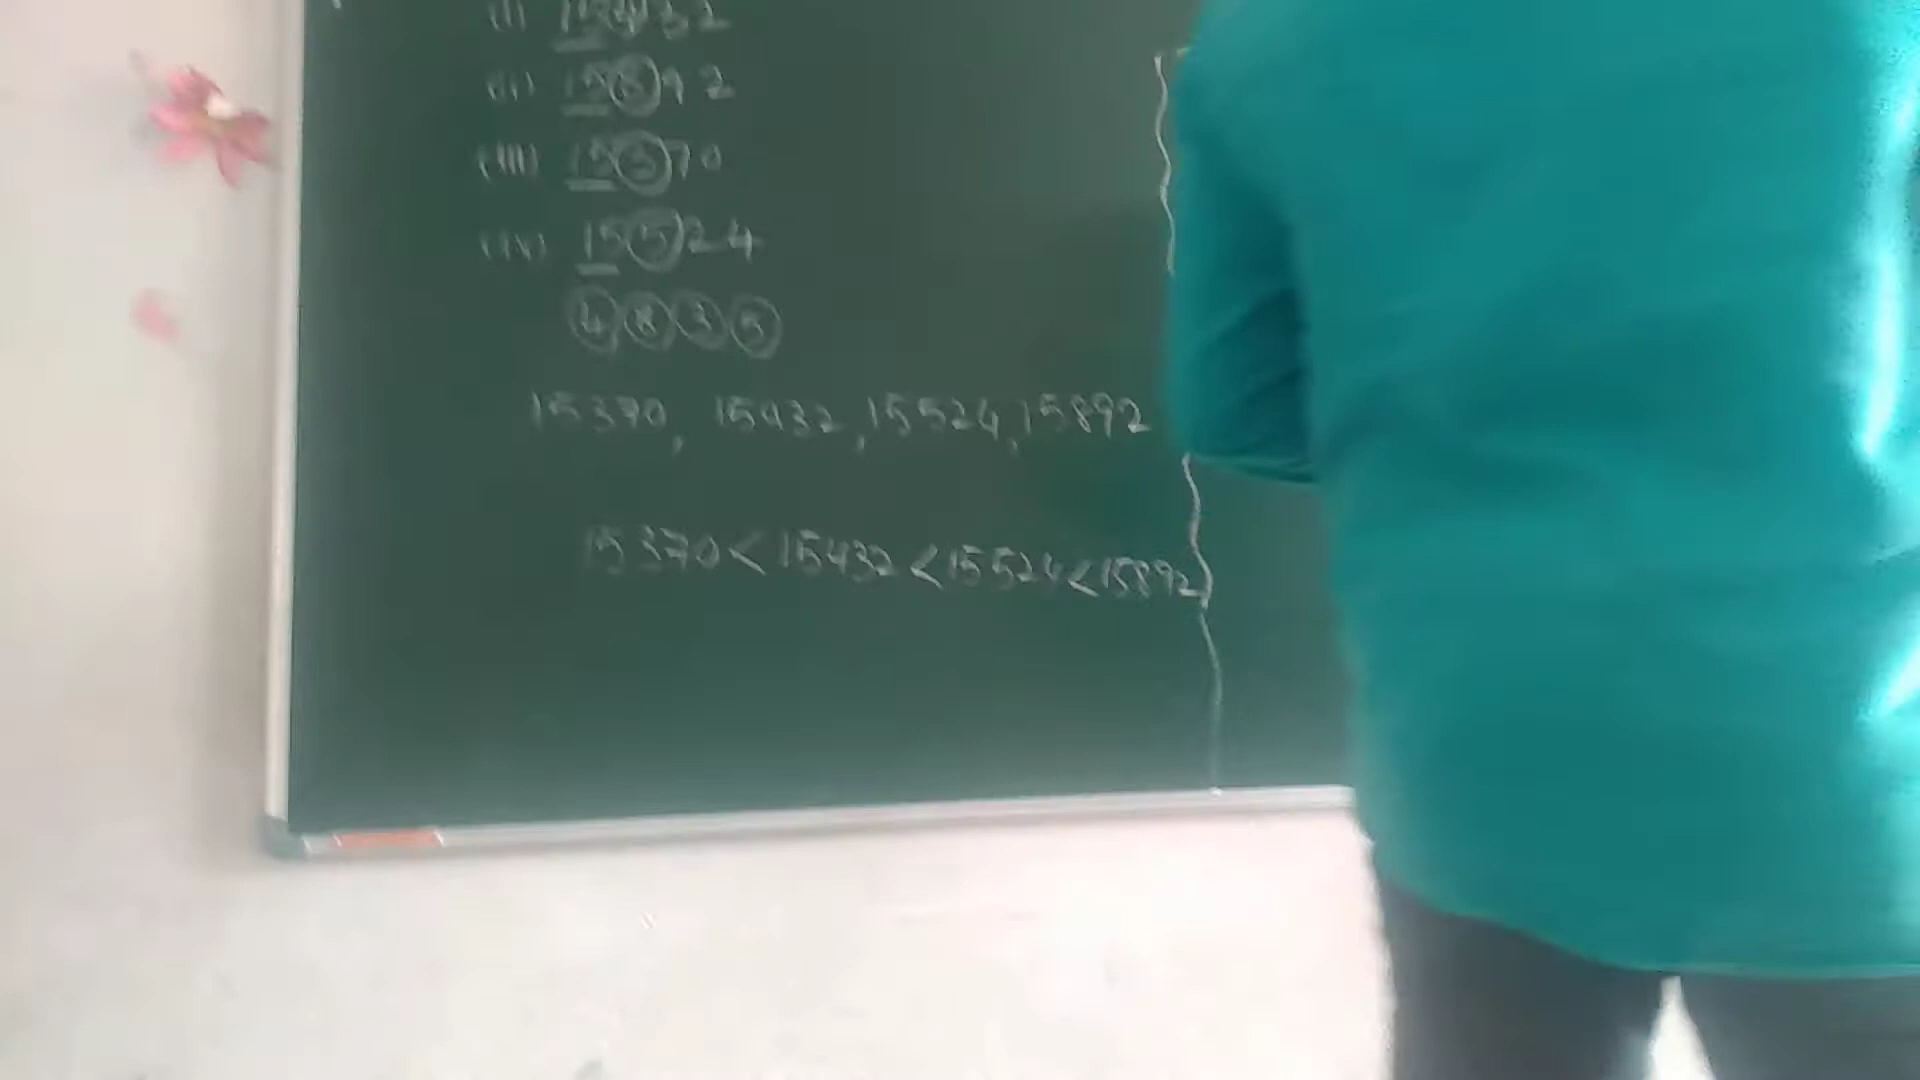 (i) 15432
(ii) 15892
(iii) 15370
(iv) 15524
4 8 3 5
15370, 15432, 15524, 15892
15370 < 15432 < 15524 < 15892